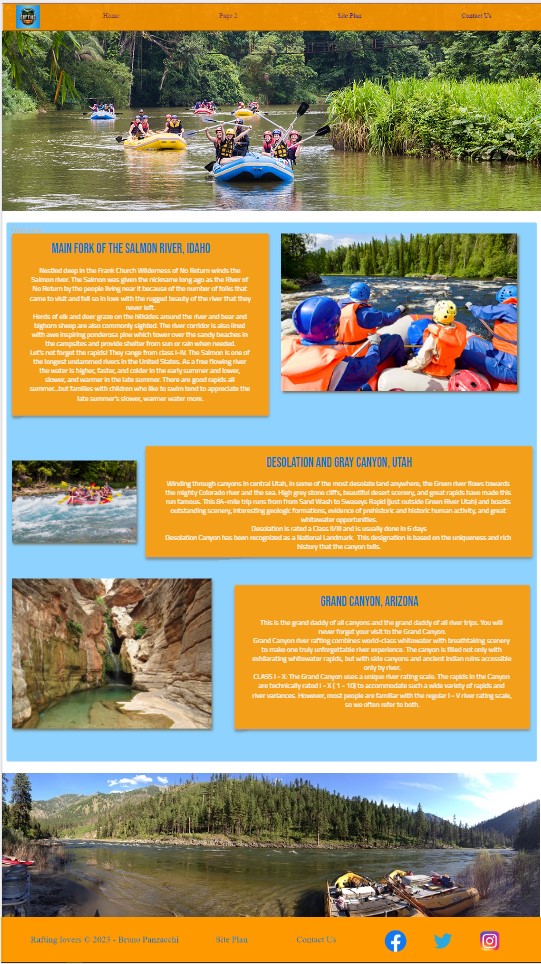 Home
Page 2
Site Plan
Contact Us
MAIN FORK OF THE SALMON RIVER, IDAHO
Nestled deep in the Frank Church Wilderness of No Return winds the
Salmon river. The Salmon was given the nickname long ago as the River of
No Return by the people living near it because of the number of folks that
came to visit and fell so in love with the rugged beauty of the river that they
never left.
Herds of elk and deer graze on the hillsides around the river and bear and
bighorn sheep are also commonly sighted. The river corridor is also lined
with awe inspiring ponderosa pine which tower over the sandy beaches in
the campsites and provide shelter from sun or rain when needed.
Let's not forget the rapids! They range from class I-IV. The Salmon is one of
the longest undammed rivers in the United States. As a free flowing river
the water is higher, faster, and colder in the early summer and lower,
slower, and warmer in the late summer. There are good rapids all
summer...but families with children who like to swim tend to appreciate the
late summer's slower, warmer water more.
DESOLATION AND GRAY CANYON, UTAH
Winding through canyons in central Utah, in some of the most desolate land anywhere, the Green river flows towards
the mighty Colorado river and the sea. High grey stone cliffs, beautiful desert scenery, and great rapids have made this
run famous. This 84-mile trip runs from from Sand Wash to Swaseys Rapid (just outside Green River Utah) and boasts
outstanding scenery, interesting geologic formations, evidence of prehistoric and historic human activity, and great
whitewater opportunities.
Desolation is rated a Class II/III and is usually done in 6 days
Desolation Canyon has been recognized as a National Landmark. This designation is based on the uniqueness and rich
history that the canyon tells.
GRAND CANYON, ARIZONA
This is the grand daddy of all canyons and the grand daddy of all river trips. You will
never forget your visit to the Grand Canyon.
Grand Canyon river rafting combines world-class whitewater with breathtaking scenery
to make one truly unforgettable river experience. The canyon is filled not only with
exhilarating whitewater rapids, but with side canyons and ancient Indian ruins accessible
only by river.
CLASS I - X: The Grand Canyon uses a unique river rating scale. The rapids in the Canyon
are technically rated I - X ( 1 - 10) to accommodate such a wide variety of rapids and
river variances. However, most people are familiar with the regular I - V river rating scale,
so we often refer to both.
Rafting lovers © 2023 - Bruno Panzacchi
Site Plan
Contact Us